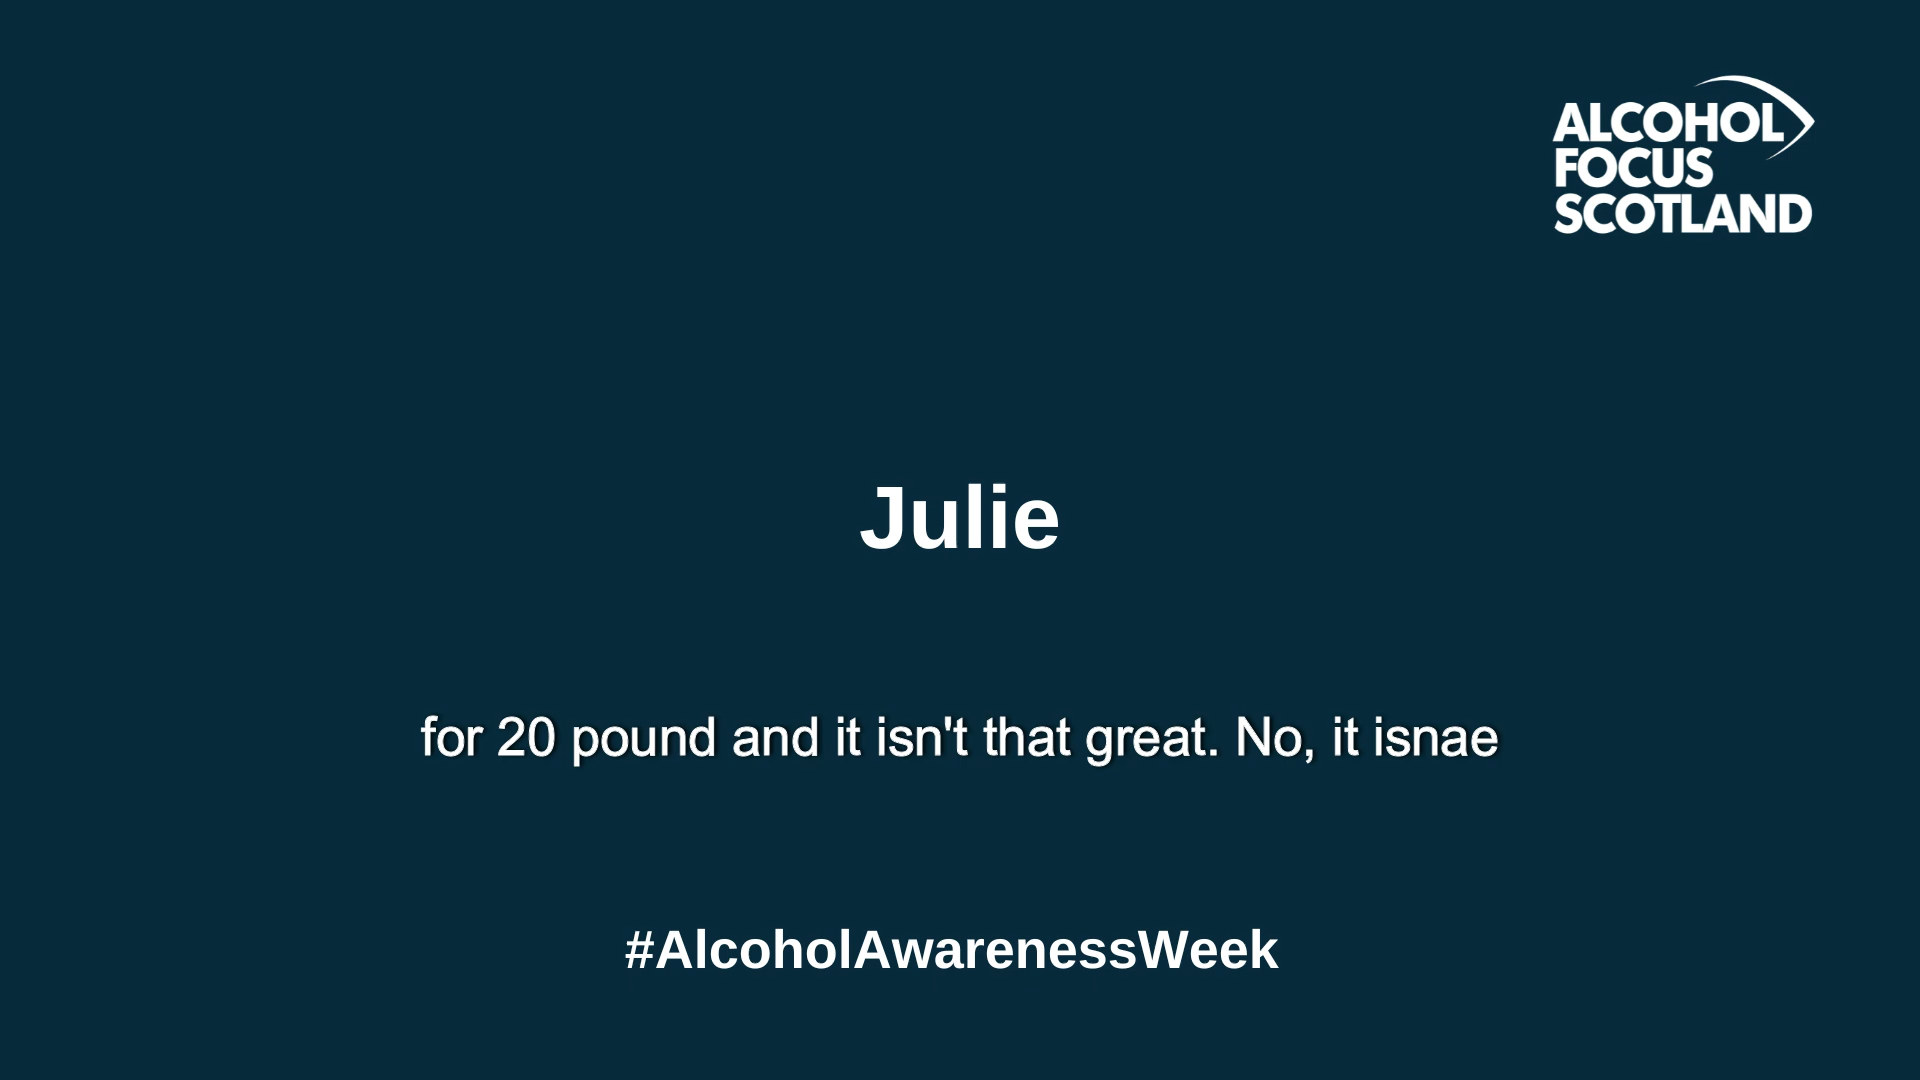 ALCOHOL
FOCUS
SCOTLAND
Julie
for 20 pound and it isn't that great. No, it isnae
#AlcoholAwarenessWeek